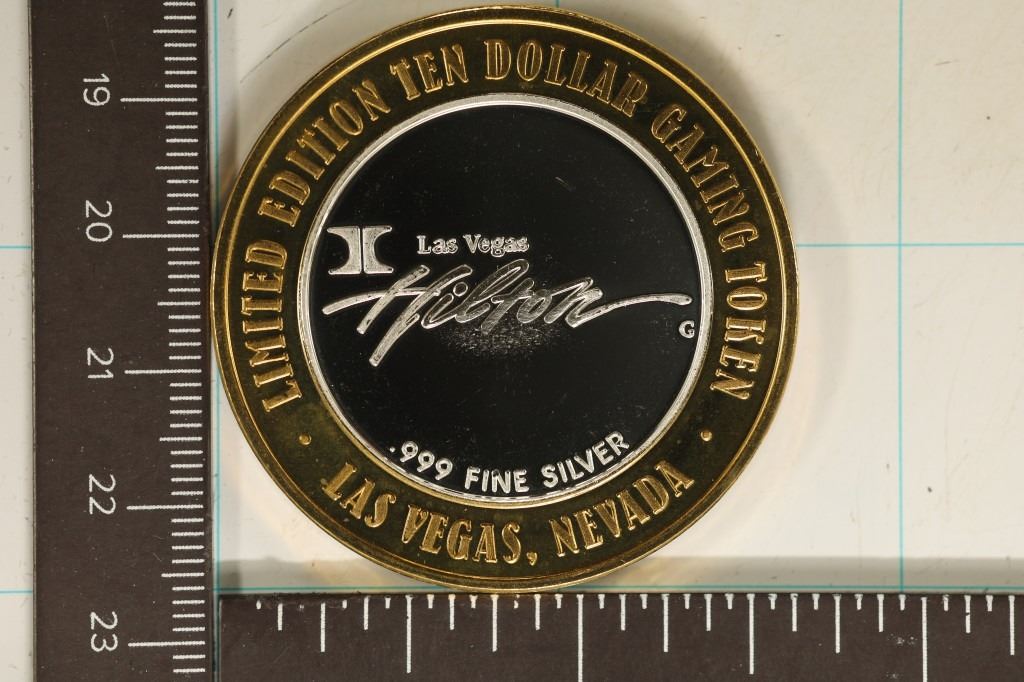 LIMITED EDITION TEN DOLLAR GAMING TOKEN
Las Vegas
Hilton
G
.999 FINE SILVER
LAS VEGAS, NEVADA
19
20
21
22
23